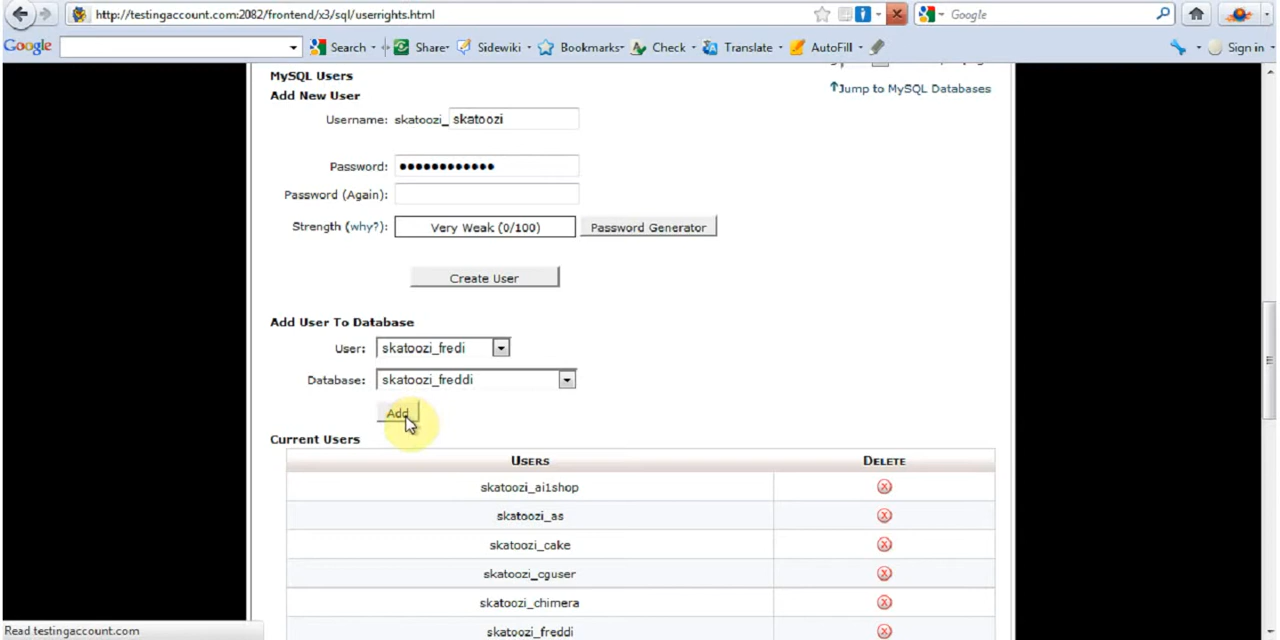 http://testingaccount.com:2082/frontend/x3/sql/userrights.html
Google
Google Search Share Sidewiki Bookmarks Check Translate AutoFill Sign in
MySQL Users
Jump to MySQL Databases
Add New User
Username: skatoozi_ skatoozi
Password: ••••••••••••
Password (Again):
Strength (why?): Very Weak (0/100) Password Generator
Create User
Add User To Database
User: skatoozi_fredi
Database: skatoozi_freddi
Add
Current Users
USERS DELETE
skatoozi_ai1shop
skatoozi_as
skatoozi_cake
skatoozi_cguser
skatoozi_chimera
skatoozi_freddi
Read testingaccount.com